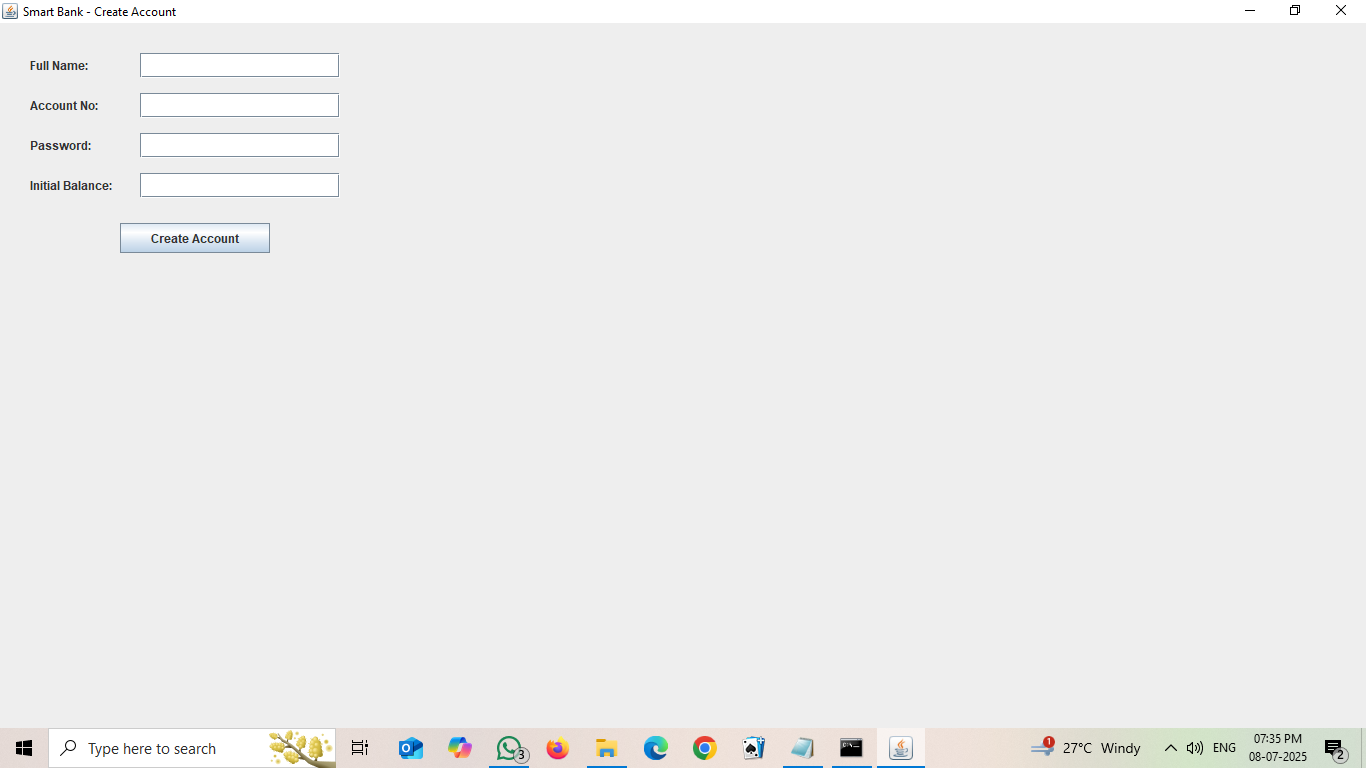 Smart Bank - Create Account
Full Name:
Account No:
Password:
Initial Balance:
Create Account
Type here to search
3
1
27°C Windy
ENG
07:35 PM
08-07-2025
2